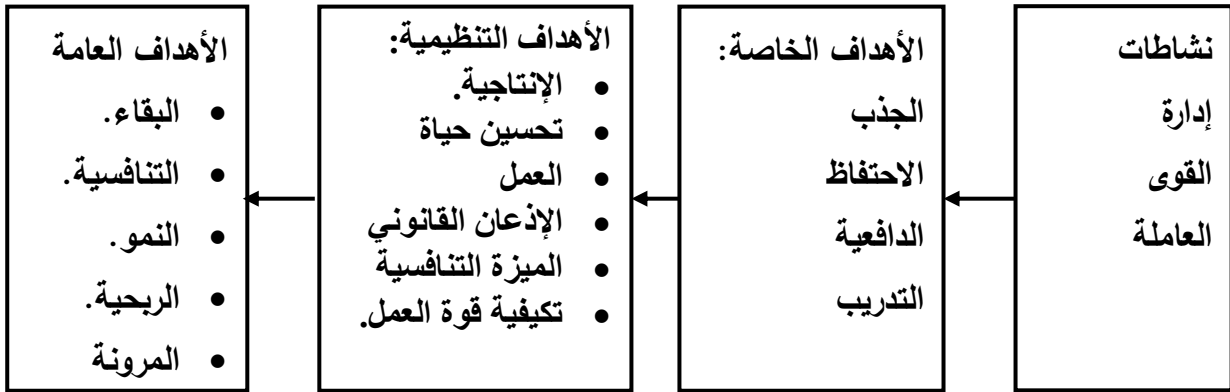 نشاطات
إدارة
القوى
العاملة
الأهداف الخاصة:
الجذب
الاحتفاظ
الدافعية
التدريب
الأهداف التنظيمية:
• الإنتاجية.
• تحسين حياة
• العمل
• الإذعان القانوني
• الميزة التنافسية
• تكيفية قوة العمل.
الأهداف العامة
• البقاء.
• التنافسية.
• النمو.
• الربحية.
• المرونة